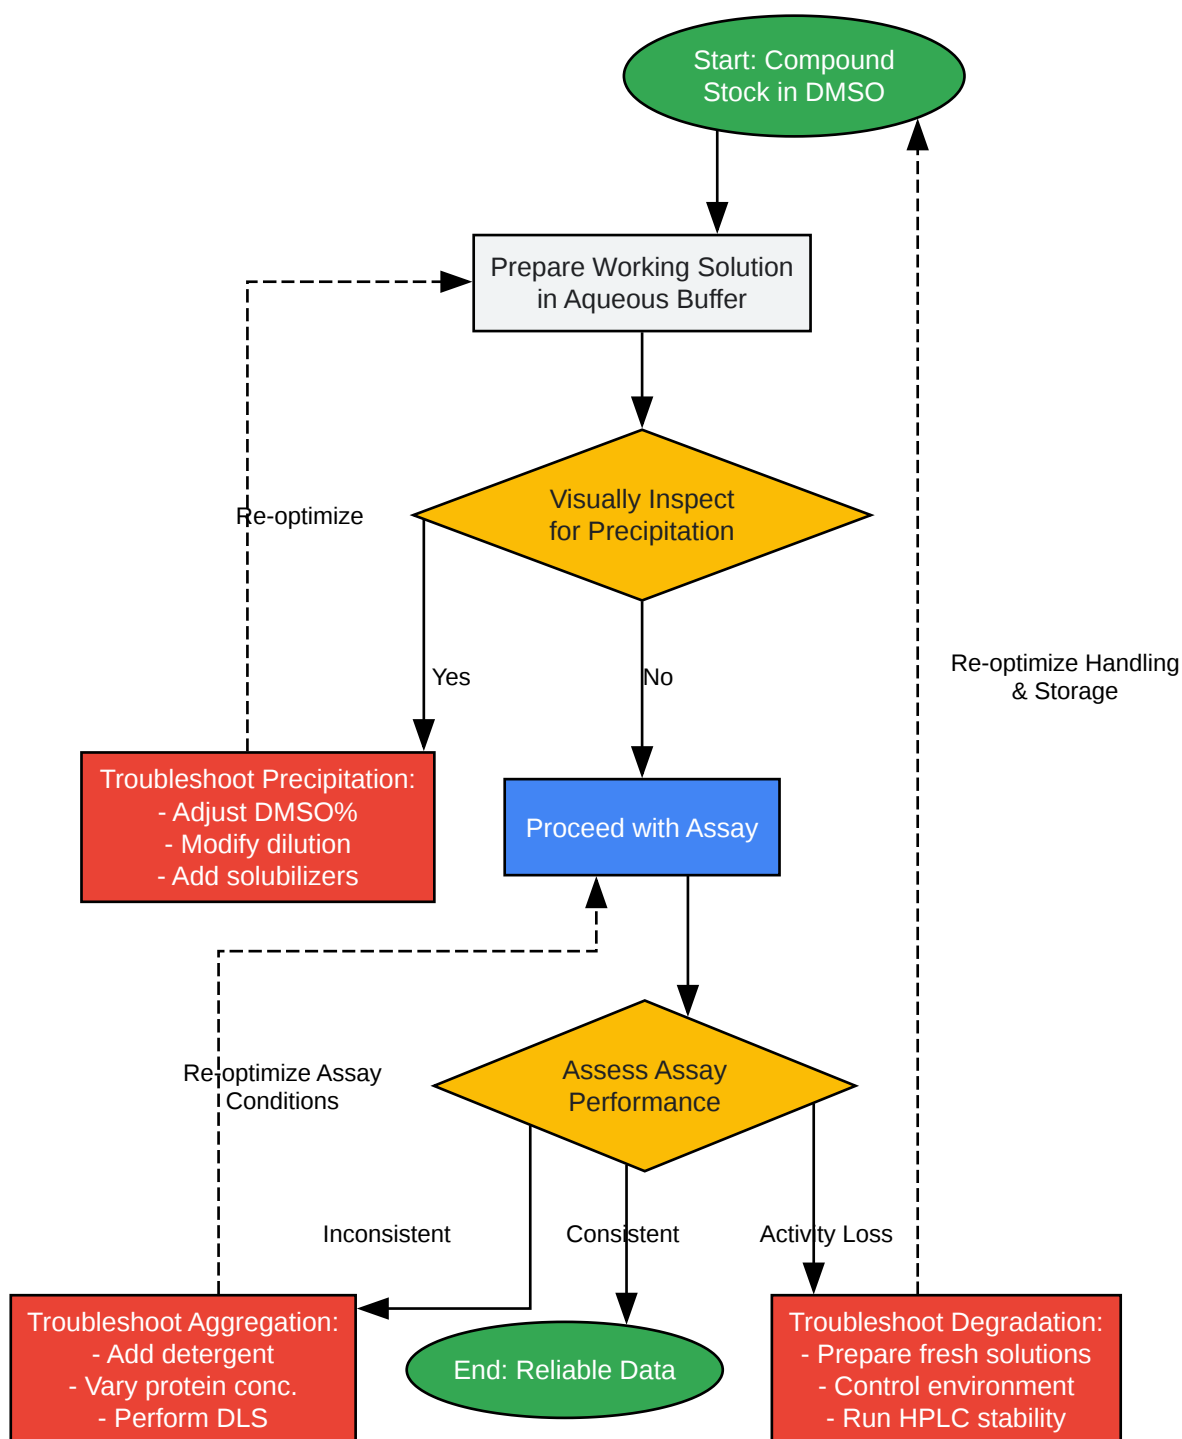 Start: Compound
Stock in DMSO
Prepare Working Solution
in Aqueous Buffer
Visually Inspect
for Precipitation
Re-optimize
Yes
No
Re-optimize Handling
& Storage
Troubleshoot Precipitation:
- Adjust DMSO%
- Modify dilution
- Add solubilizers
Proceed with Assay
Re-optimize Assay
Conditions
Assess Assay
Performance
Inconsistent
Consistent
Activity Loss
Troubleshoot Aggregation:
- Add detergent
- Vary protein conc.
- Perform DLS
End: Reliable Data
Troubleshoot Degradation:
- Prepare fresh solutions
- Control environment
- Run HPLC stability